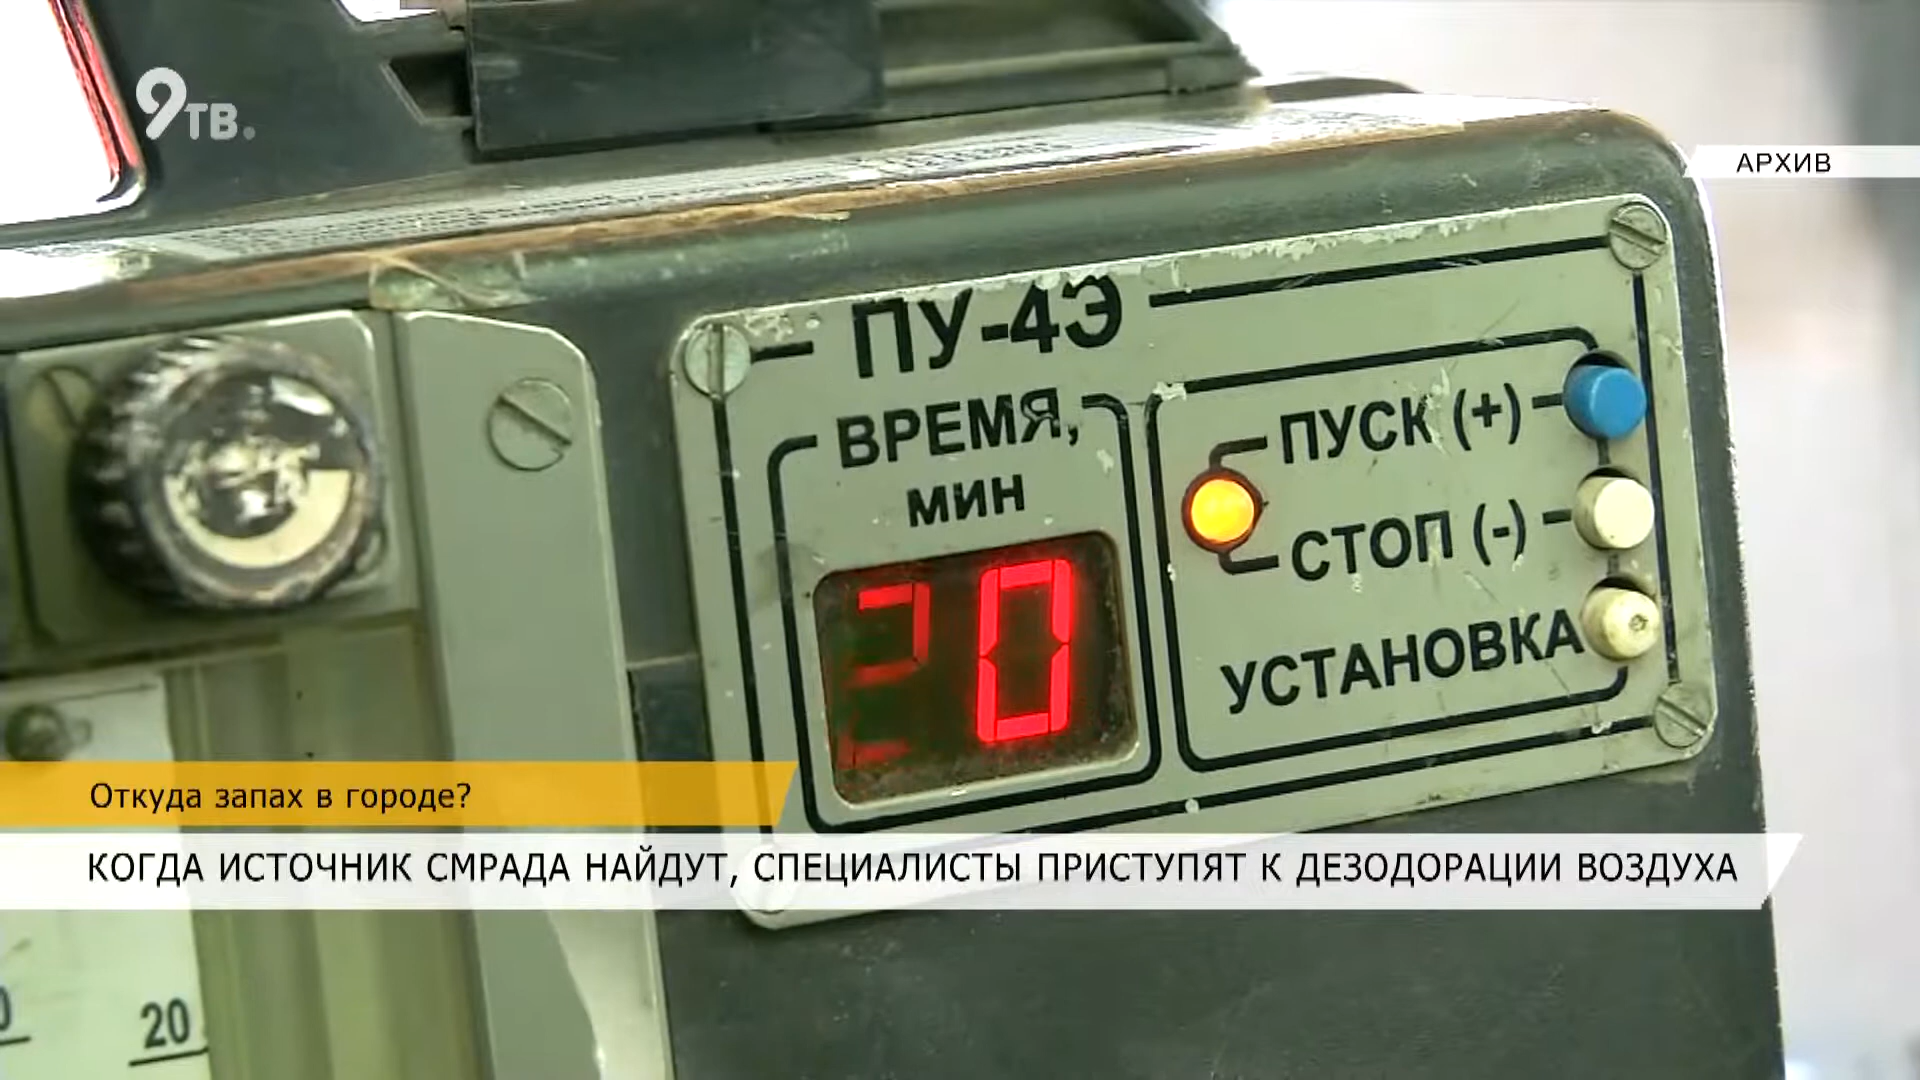 9ТВ.
АРХИВ
ПУ-4Э
ВРЕМЯ,
мин
ПУСК (+)
СТОП (-)
УСТАНОВКА
20
Откуда запах в городе?
КОГДА ИСТОЧНИК СМРАДА НАЙДУТ, СПЕЦИАЛИСТЫ ПРИСТУПЯТ К ДЕЗОДОРАЦИИ ВОЗДУХА
20